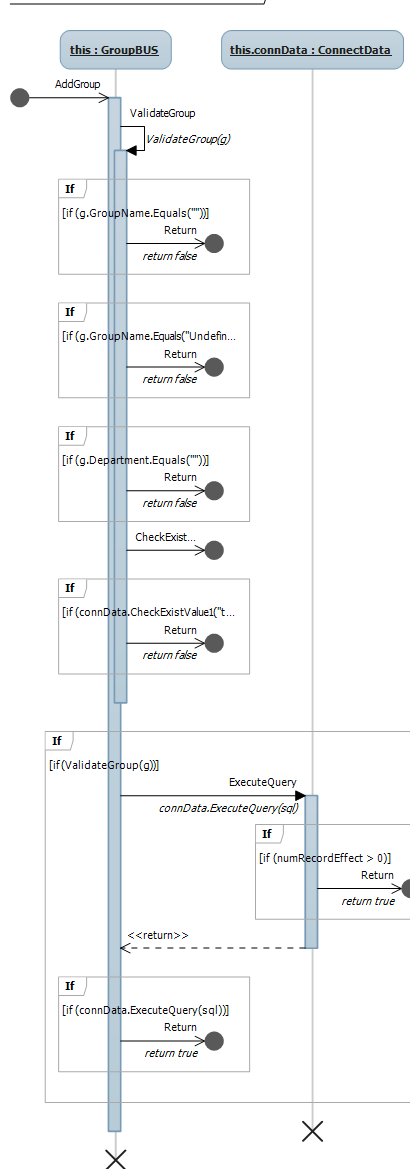 this : GroupBUS
this.connData : ConnectData
AddGroup
ValidateGroup
ValidateGroup(g)
If
[if (g.GroupName.Equals(""))]
Return
return false
If
[if (g.GroupName.Equals("Undefin...
Return
return false
If
[if (g.Department.Equals(""))]
Return
return false
CheckExist...
If
[if (connData.CheckExistValue1("t...
Return
return false
If
[if(ValidateGroup(g))]
ExecuteQuery
connData.ExecuteQuery(sql)
If
[if (numRecordEffect > 0)]
Return
return true
<<return>>
If
[if (connData.ExecuteQuery(sql))]
Return
return true